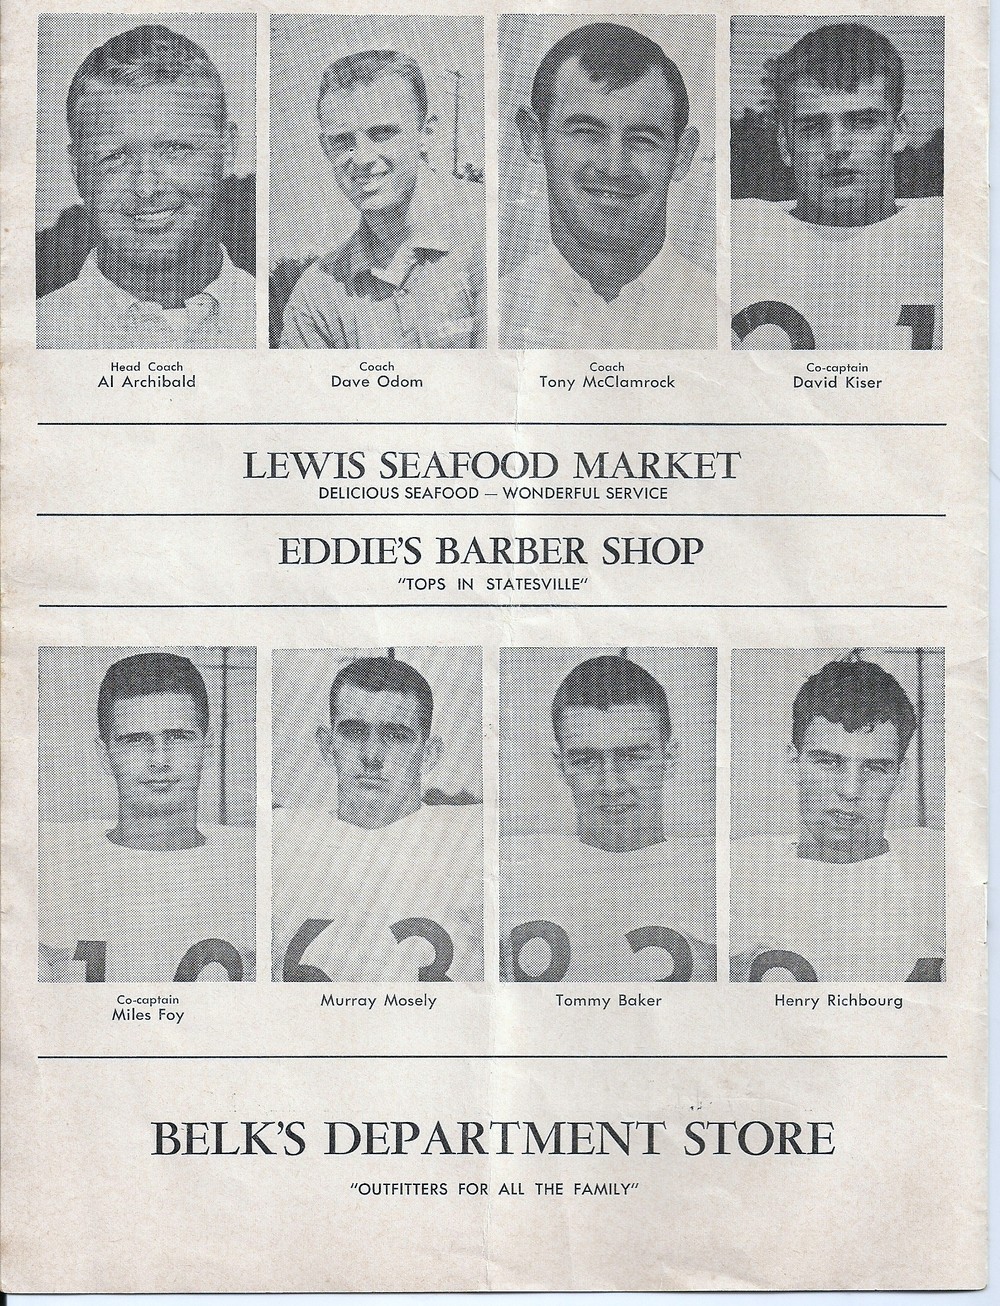 Head Coach
Al Archibald
Coach
Dave Odom
Coach
Tony McClamrock
Co-captain
David Kiser
LEWIS SEAFOOD MARKET
DELICIOUS SEAFOOD — WONDERFUL SERVICE
EDDIE'S BARBER SHOP
"TOPS IN STATESVILLE"
Co-captain
Miles Foy
Murray Mosely
Tommy Baker
Henry Richbourg
BELK'S DEPARTMENT STORE
"OUTFITTERS FOR ALL THE FAMILY"